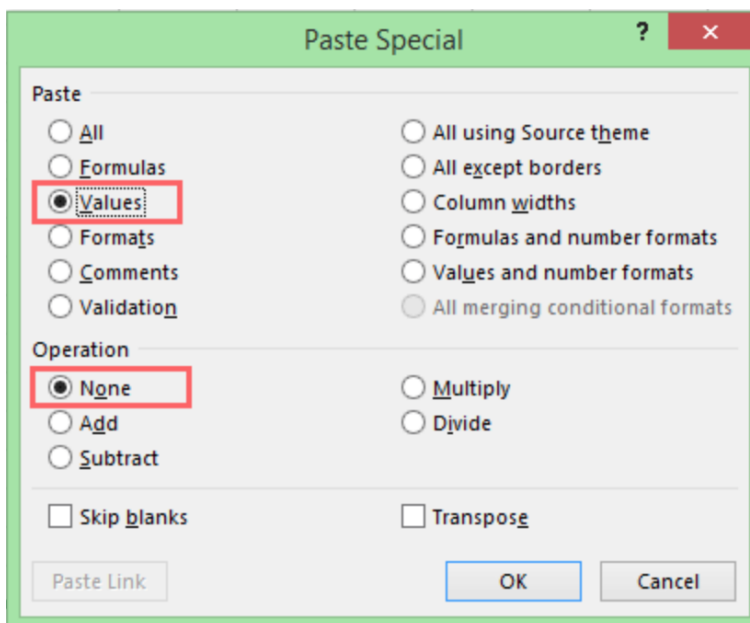 Paste Special
?
Paste
All
All using Source theme
Formulas
All except borders
Values
Column widths
Formats
Formulas and number formats
Comments
Values and number formats
Validation
All merging conditional formats
Operation
None
Multiply
Add
Divide
Subtract
Skip blanks
Transpose
Paste Link
OK
Cancel